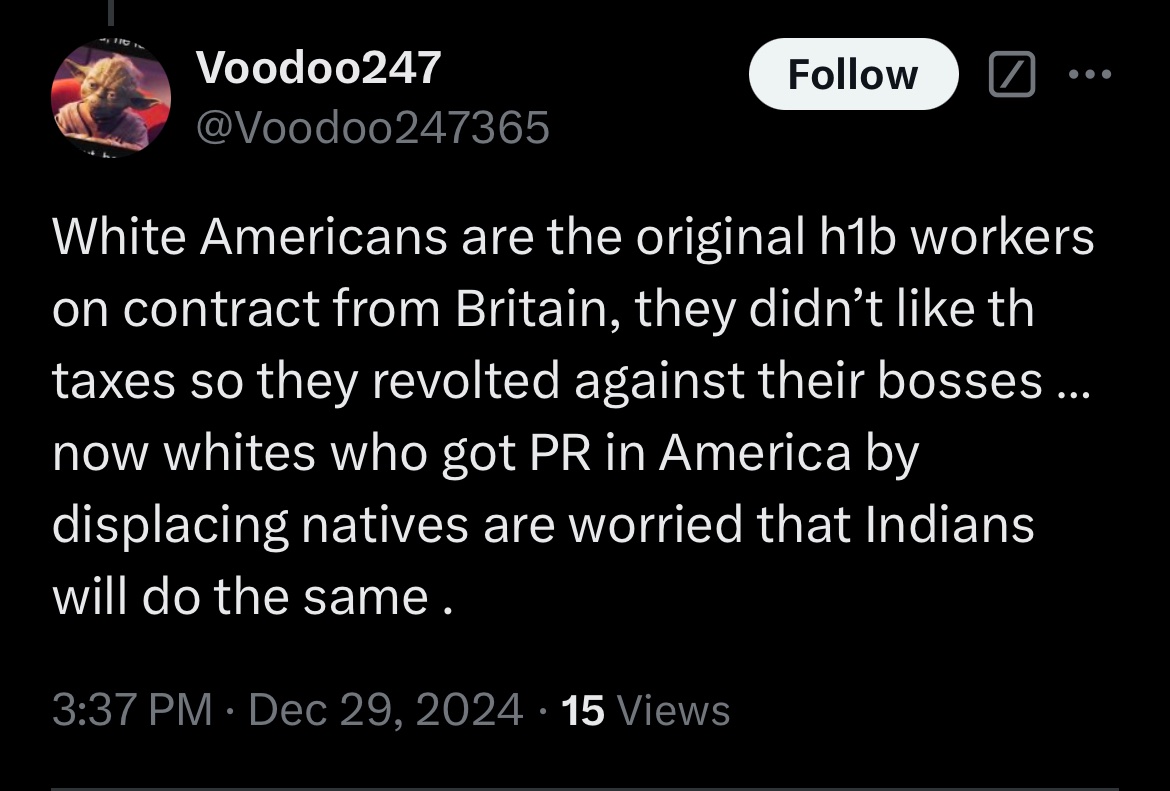 Voodoo247
@Voodoo247365
Follow
White Americans are the original h1b workers
on contract from Britain, they didn’t like th
taxes so they revolted against their bosses ...
now whites who got PR in America by
displacing natives are worried that Indians
will do the same .
3:37 PM · Dec 29, 2024 · 15 Views